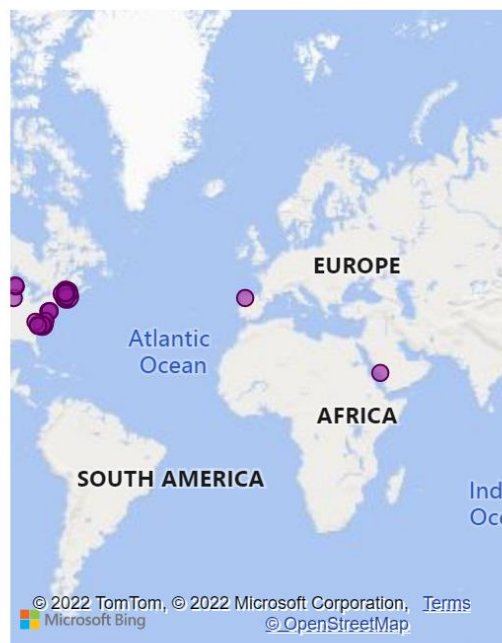 EUROPE
Atlantic
Ocean
AFRICA
SOUTH AMERICA
Ind
Oce
© 2022 TomTom, © 2022 Microsoft Corporation, Terms
Microsoft Bing
© OpenStreetMap